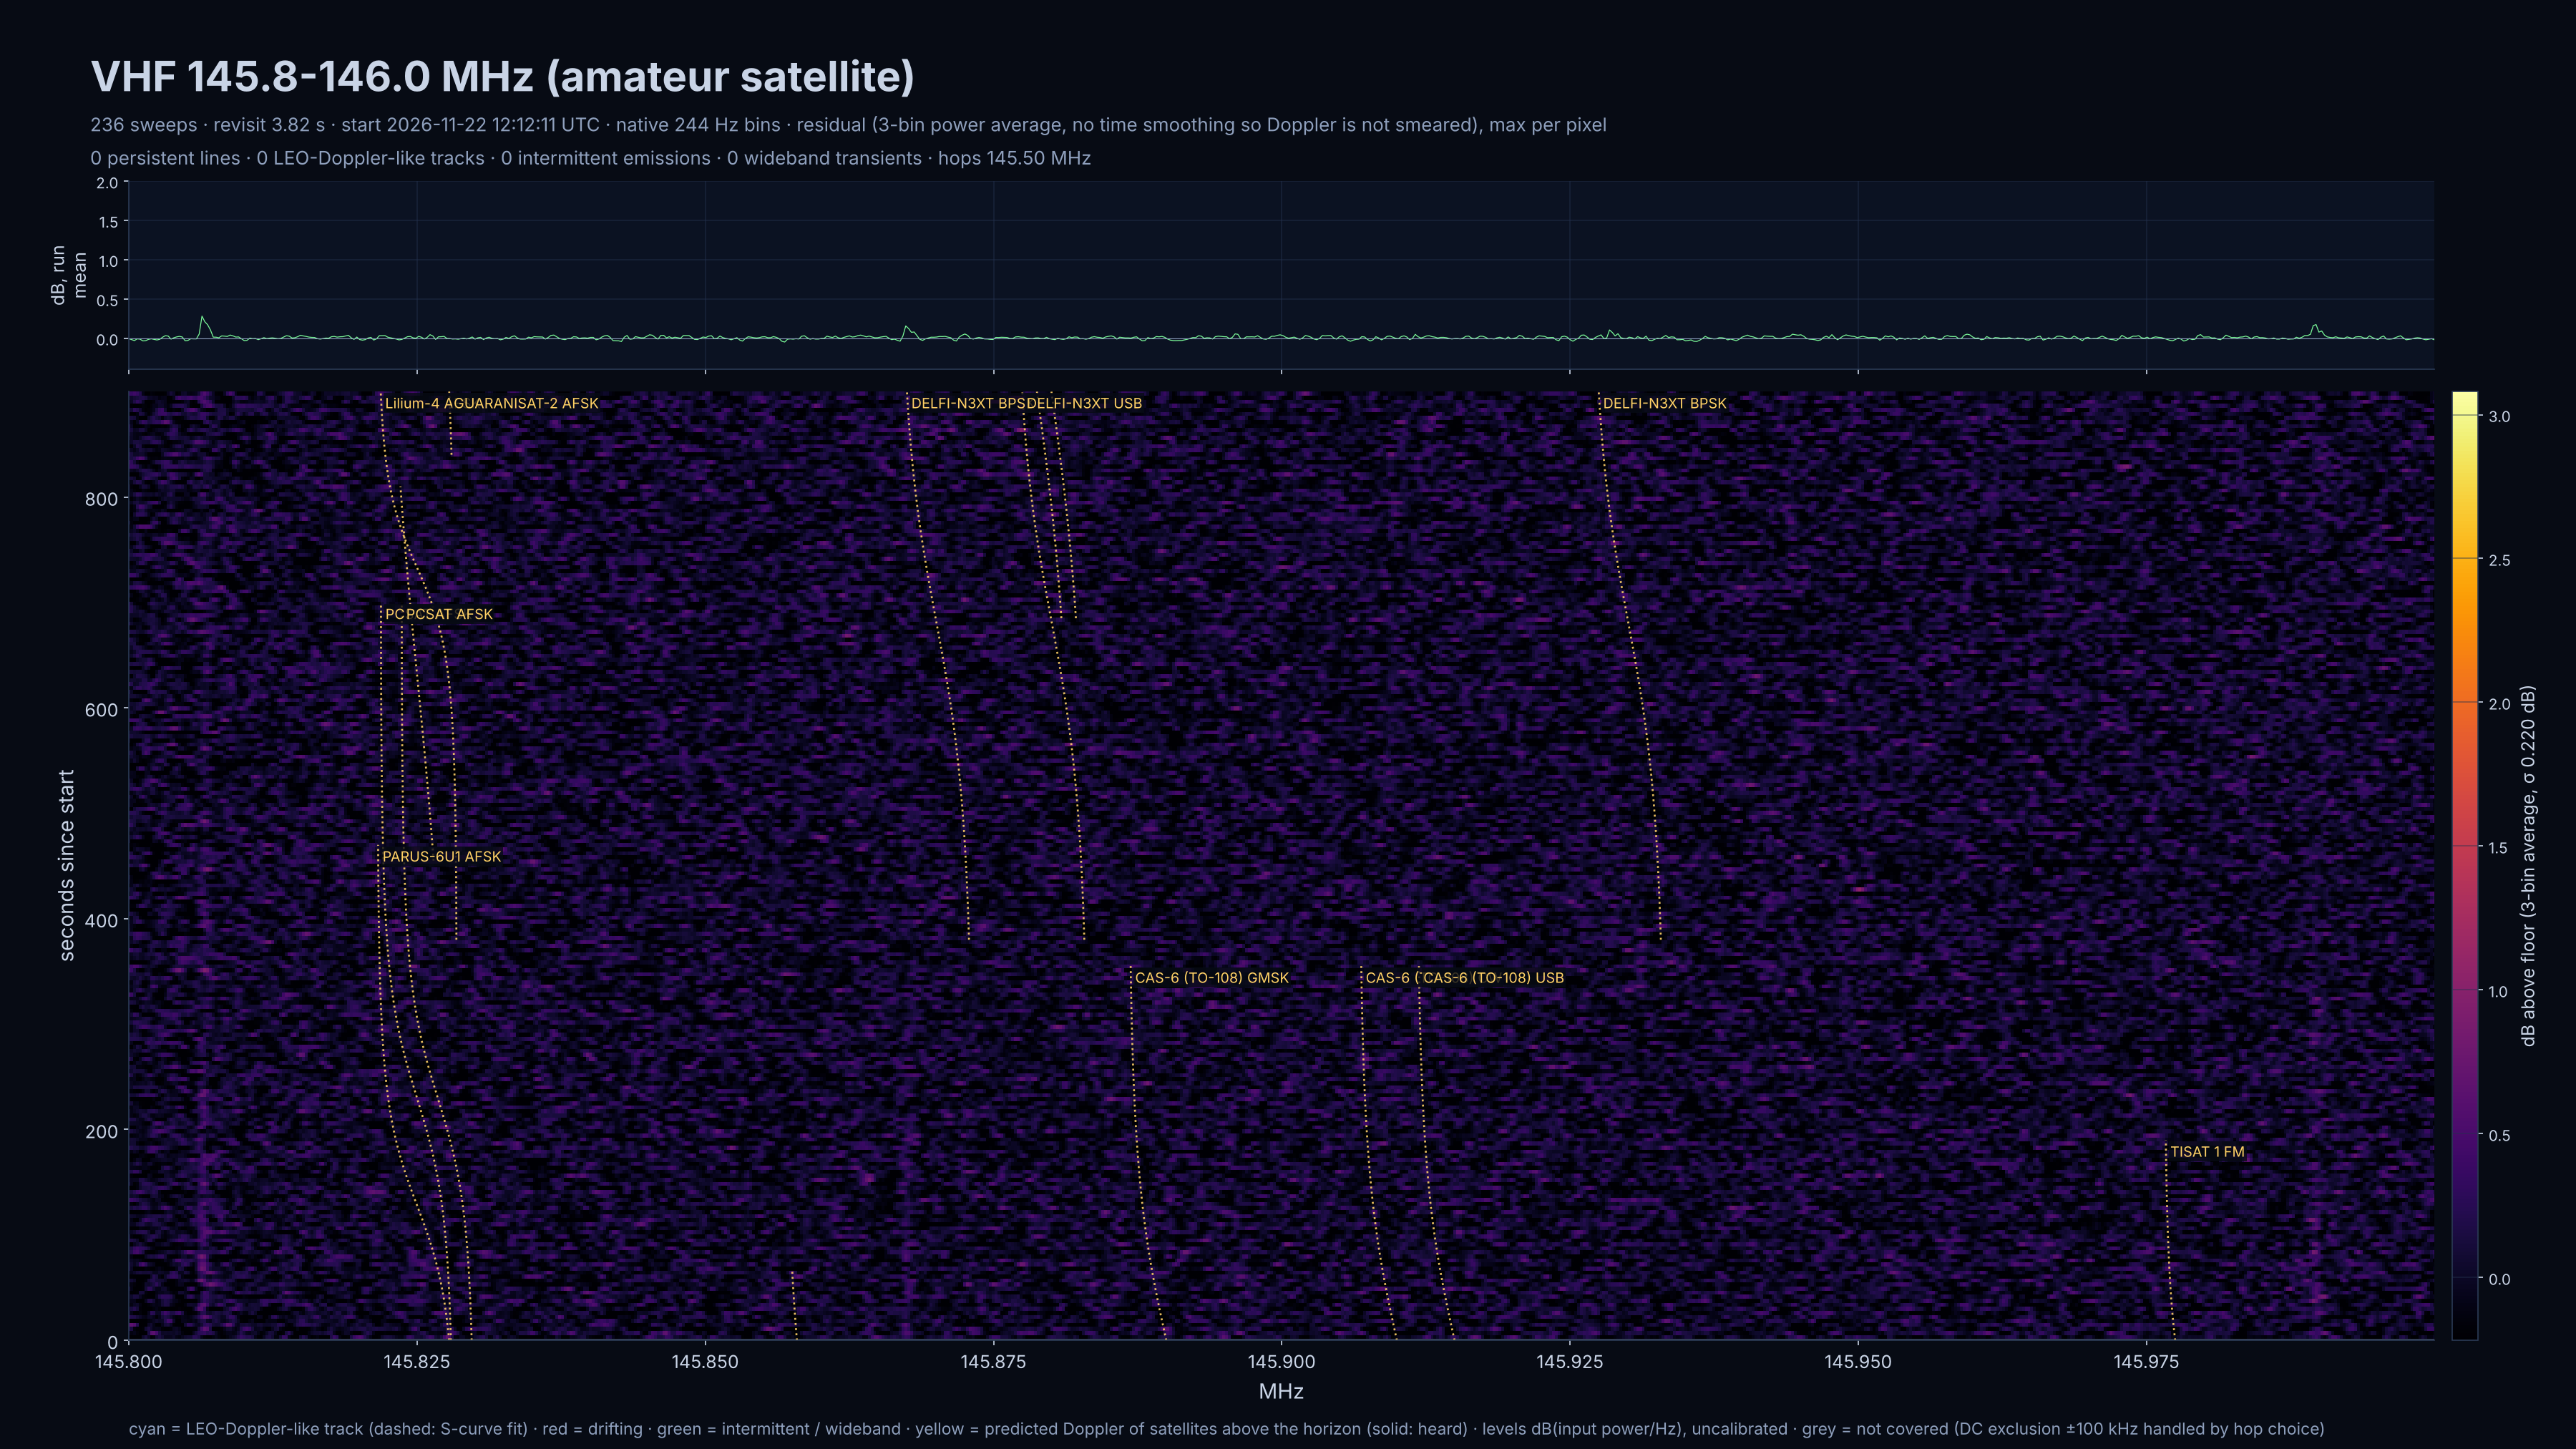 VHF 145.8-146.0 MHz (amateur satellite)
236 sweeps · revisit 3.82 s · start 2026-11-22 12:12:11 UTC · native 244 Hz bins · residual (3-bin power average, no time smoothing so Doppler is not smeared), max per pixel
0 persistent lines · 0 LEO-Doppler-like tracks · 0 intermittent emissions · 0 wideband transients · hops 145.50 MHz
dB, run
mean
2.0
1.5
1.0
0.5
0.0
Lilium-4 AGUARANISAT-2 AFSK
DELFI-N3XT BPS
DELFI-N3XT USB
DELFI-N3XT BPSK
PC
PCSAT AFSK
PARUS-6U1 AFSK
CAS-6 (TO-108) GMSK
CAS-6 (
CAS-6 (TO-108) USB
TISAT 1 FM
seconds since start
800
600
400
200
0
145.800
145.825
145.850
145.875
145.900
145.925
145.950
145.975
MHz
3.0
2.5
2.0
1.5
1.0
0.5
0.0
dB above floor (3-bin average, σ 0.220 dB)
cyan = LEO-Doppler-like track (dashed: S-curve fit) · red = drifting · green = intermittent / wideband · yellow = predicted Doppler of satellites above the horizon (solid: heard) · levels dB(input power/Hz), uncalibrated · grey = not covered (DC exclusion ±100 kHz handled by hop choice)